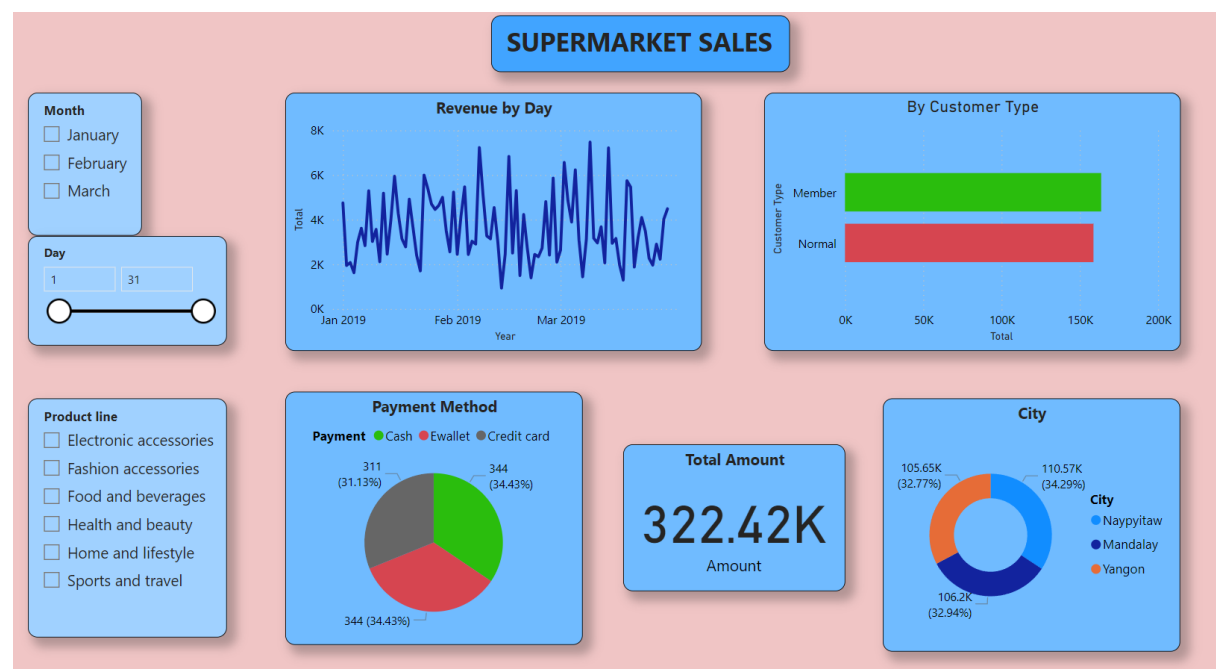 SUPERMARKET SALES
Month
January
February
March
Day
1 31
Product line
Electronic accessories
Fashion accessories
Food and beverages
Health and beauty
Home and lifestyle
Sports and travel
Revenue by Day
8K
6K
4K
2K
0K
Total
Jan 2019 Feb 2019 Mar 2019
Year
By Customer Type
Customer Type
Member
Normal
0K 50K 100K 150K 200K
Total
Payment Method
Payment Cash Ewallet Credit card
311
(31.13%)
344
(34.43%)
344 (34.43%)
Total Amount
322.42K
Amount
City
105.65K
(32.77%)
110.57K
(34.29%)
106.2K
(32.94%)
City
Naypyitaw
Mandalay
Yangon